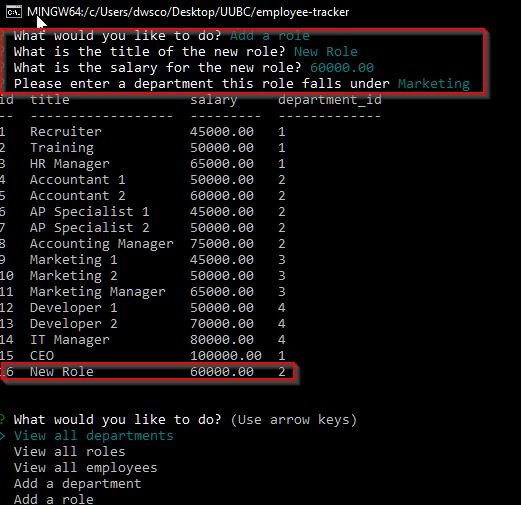 MINGW64:/c/Users/dwsco/Desktop/UUBC/employee-tracker
? What would you like to do? Add a role
? What is the title of the new role? New Role
? What is the salary for the new role? 60000.00
? Please enter a department this role falls under Marketing
id title salary department_id
-- ------------------ --------- -------------
1 Recruiter 45000.00 1
2 Training 50000.00 1
3 HR Manager 65000.00 1
4 Accountant 1 50000.00 2
5 Accountant 2 60000.00 2
6 AP Specialist 1 45000.00 2
7 AP Specialist 2 50000.00 2
8 Accounting Manager 75000.00 2
9 Marketing 1 45000.00 3
10 Marketing 2 50000.00 3
11 Marketing Manager 65000.00 3
12 Developer 1 50000.00 4
13 Developer 2 70000.00 4
14 IT Manager 80000.00 4
15 CEO 100000.00 1
16 New Role 60000.00 2
? What would you like to do? (Use arrow keys)
> View all departments
View all roles
View all employees
Add a department
Add a role